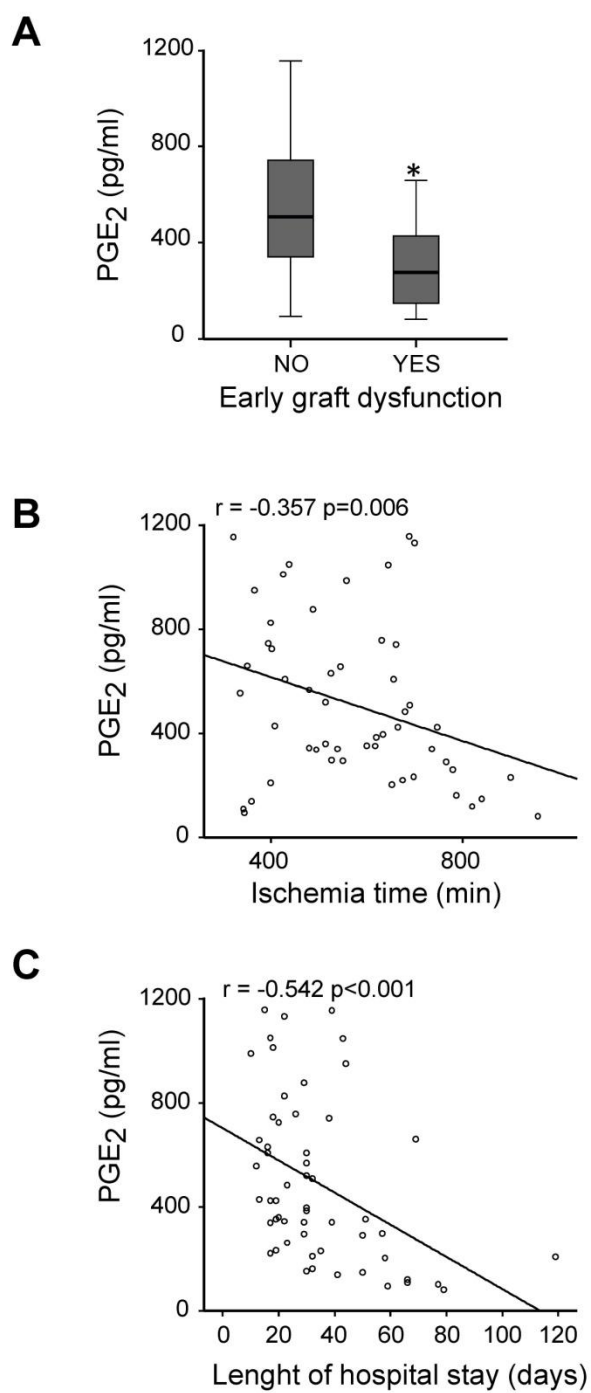 A
1200
800
400
0
PGE2 (pg/ml)
*
NO YES
Early graft dysfunction
B
r = -0.357 p=0.006
1200
800
400
0
PGE2 (pg/ml)
400 800
Ischemia time (min)
C
r = -0.542 p<0.001
1200
800
400
0
PGE2 (pg/ml)
0 20 40 60 80 100 120
Lenght of hospital stay (days)